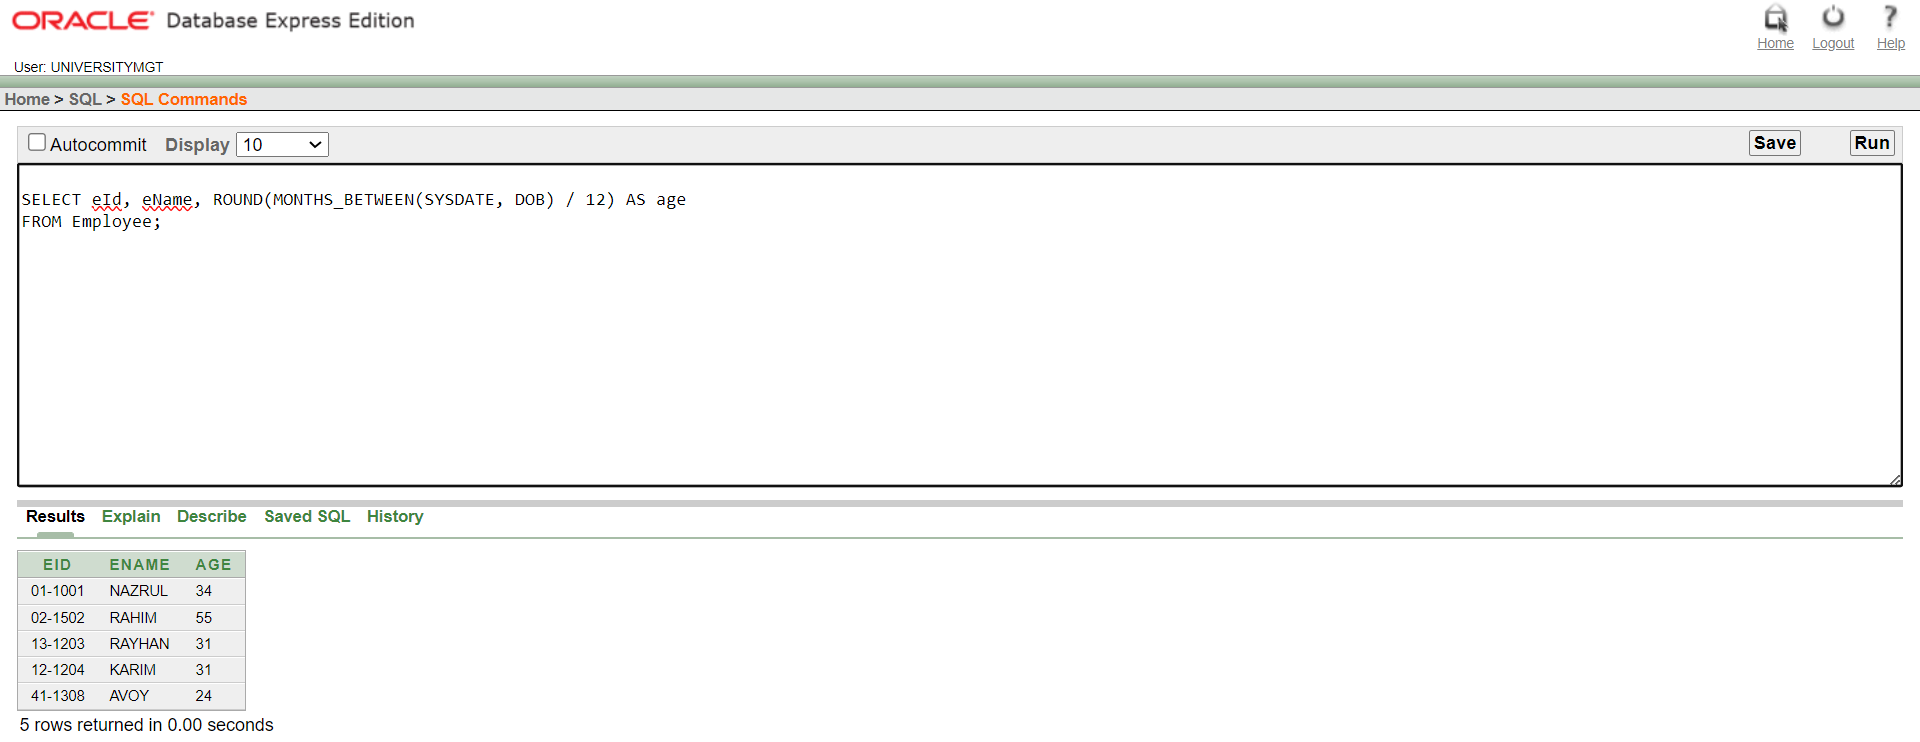 ORACLE Database Express Edition
Home Logout Help
User: UNIVERSITYMGT
Home > SQL > SQL Commands
Autocommit Display 10 Save Run
SELECT eId, eName, ROUND(MONTHS_BETWEEN(SYSDATE, DOB) / 12) AS age
FROM Employee;
Results Explain Describe Saved SQL History
EID ENAME AGE
01-1001 NAZRUL 34
02-1502 RAHIM 55
13-1203 RAYHAN 31
12-1204 KARIM 31
41-1308 AVOY 24
5 rows returned in 0.00 seconds